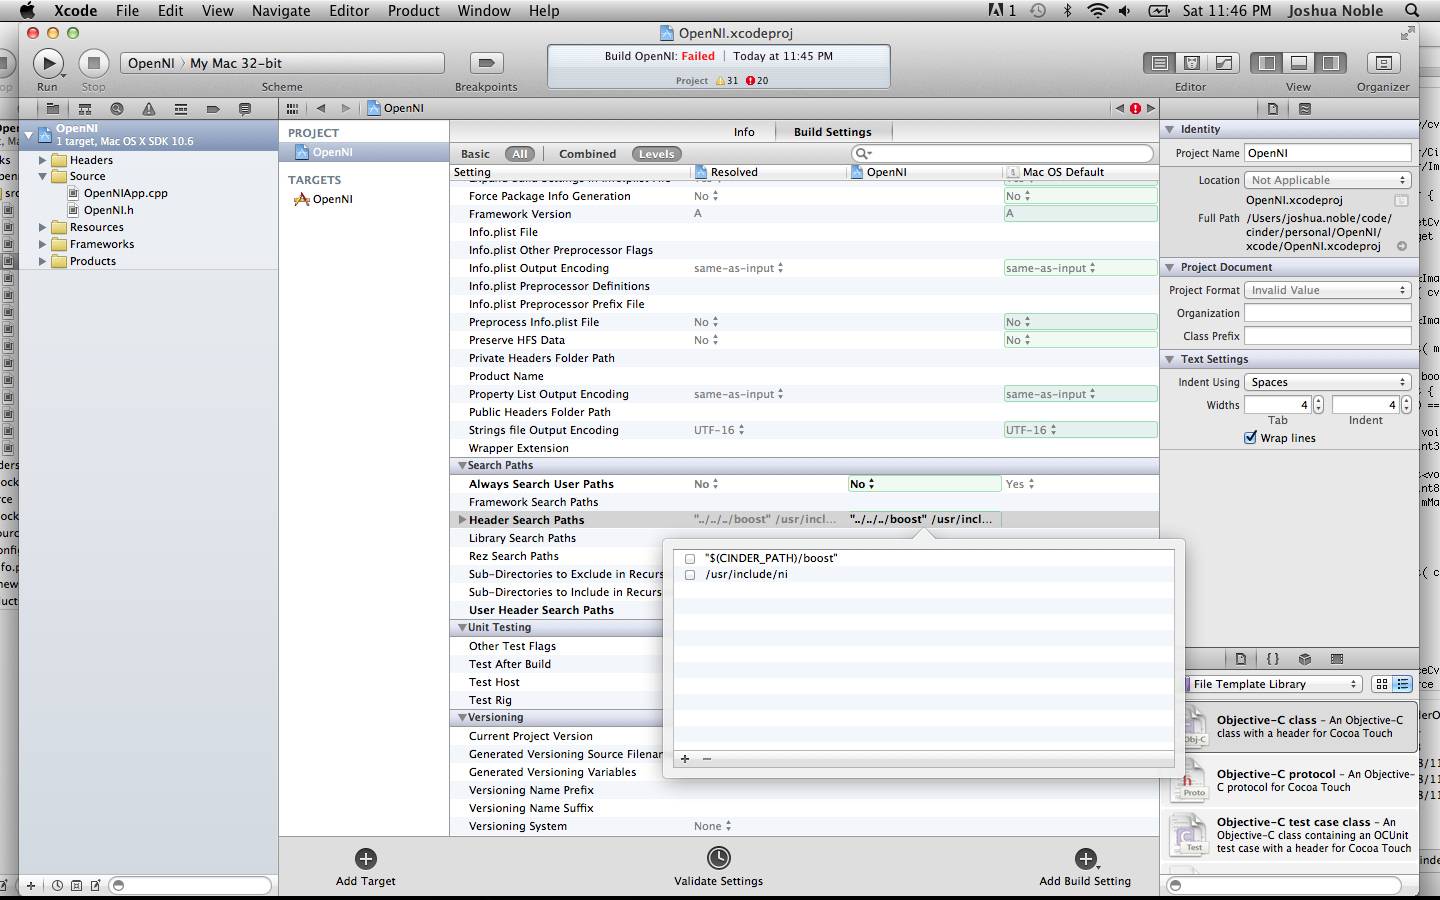 Xcode File Edit View Navigate Editor Product Window Help 1 Sat 11:46 PM Joshua Noble
OpenNI.xcodeproj
OpenNI My Mac 32-bit
Build OpenNI: Failed Today at 11:45 PM
Project 31 20
Run Stop Scheme Breakpoints Editor View Organizer
OpenNI
OpenNI
1 target, Mac OS X SDK 10.6
Headers
Source
OpenNIApp.cpp
OpenNI.h
Resources
Frameworks
Products
PROJECT
OpenNI
TARGETS
OpenNI
Info Build Settings
Basic All Combined Levels
Setting Resolved OpenNI Mac OS Default
Force Package Info Generation No No
Framework Version A A
Info.plist File
Info.plist Other Preprocessor Flags
Info.plist Output Encoding same-as-input same-as-input
Info.plist Preprocessor Definitions
Info.plist Preprocessor Prefix File
Preprocess Info.plist File No No
Preserve HFS Data No No
Private Headers Folder Path
Product Name
Property List Output Encoding same-as-input same-as-input
Public Headers Folder Path
Strings file Output Encoding UTF-16 UTF-16
Wrapper Extension
Search Paths
Always Search User Paths No No Yes
Framework Search Paths
Header Search Paths "../../../boost" /usr/incl... "../../../boost" /usr/incl...
Library Search Paths
Rez Search Paths
Sub-Directories to Exclude in Recurs
Sub-Directories to Include in Recurs
User Header Search Paths
"$(CINDER_PATH)/boost"
/usr/include/ni
+ −
Unit Testing
Other Test Flags
Test After Build
Test Host
Test Rig
Versioning
Current Project Version
Generated Versioning Source Filenam
Generated Versioning Variables
Versioning Name Prefix
Versioning Name Suffix
Versioning System None
Add Target Validate Settings Add Build Setting
Identity
Project Name OpenNI
Location Not Applicable
OpenNI.xcodeproj
Full Path /Users/joshua.noble/code/
cinder/personal/OpenNI/
xcode/OpenNI.xcodeproj
Project Document
Project Format Invalid Value
Organization
Class Prefix
Text Settings
Indent Using Spaces
Widths 4 4
Tab Indent
Wrap lines
{ }
File Template Library
Objective-C class – An Objective-C
class with a header for Cocoa Touch
Objective-C protocol – An Objective-
C protocol for Cocoa Touch
h
Proto
Objective-C test case class – An
Objective-C class containing an OCUnit
test case with a header for Cocoa Touch
C
Test